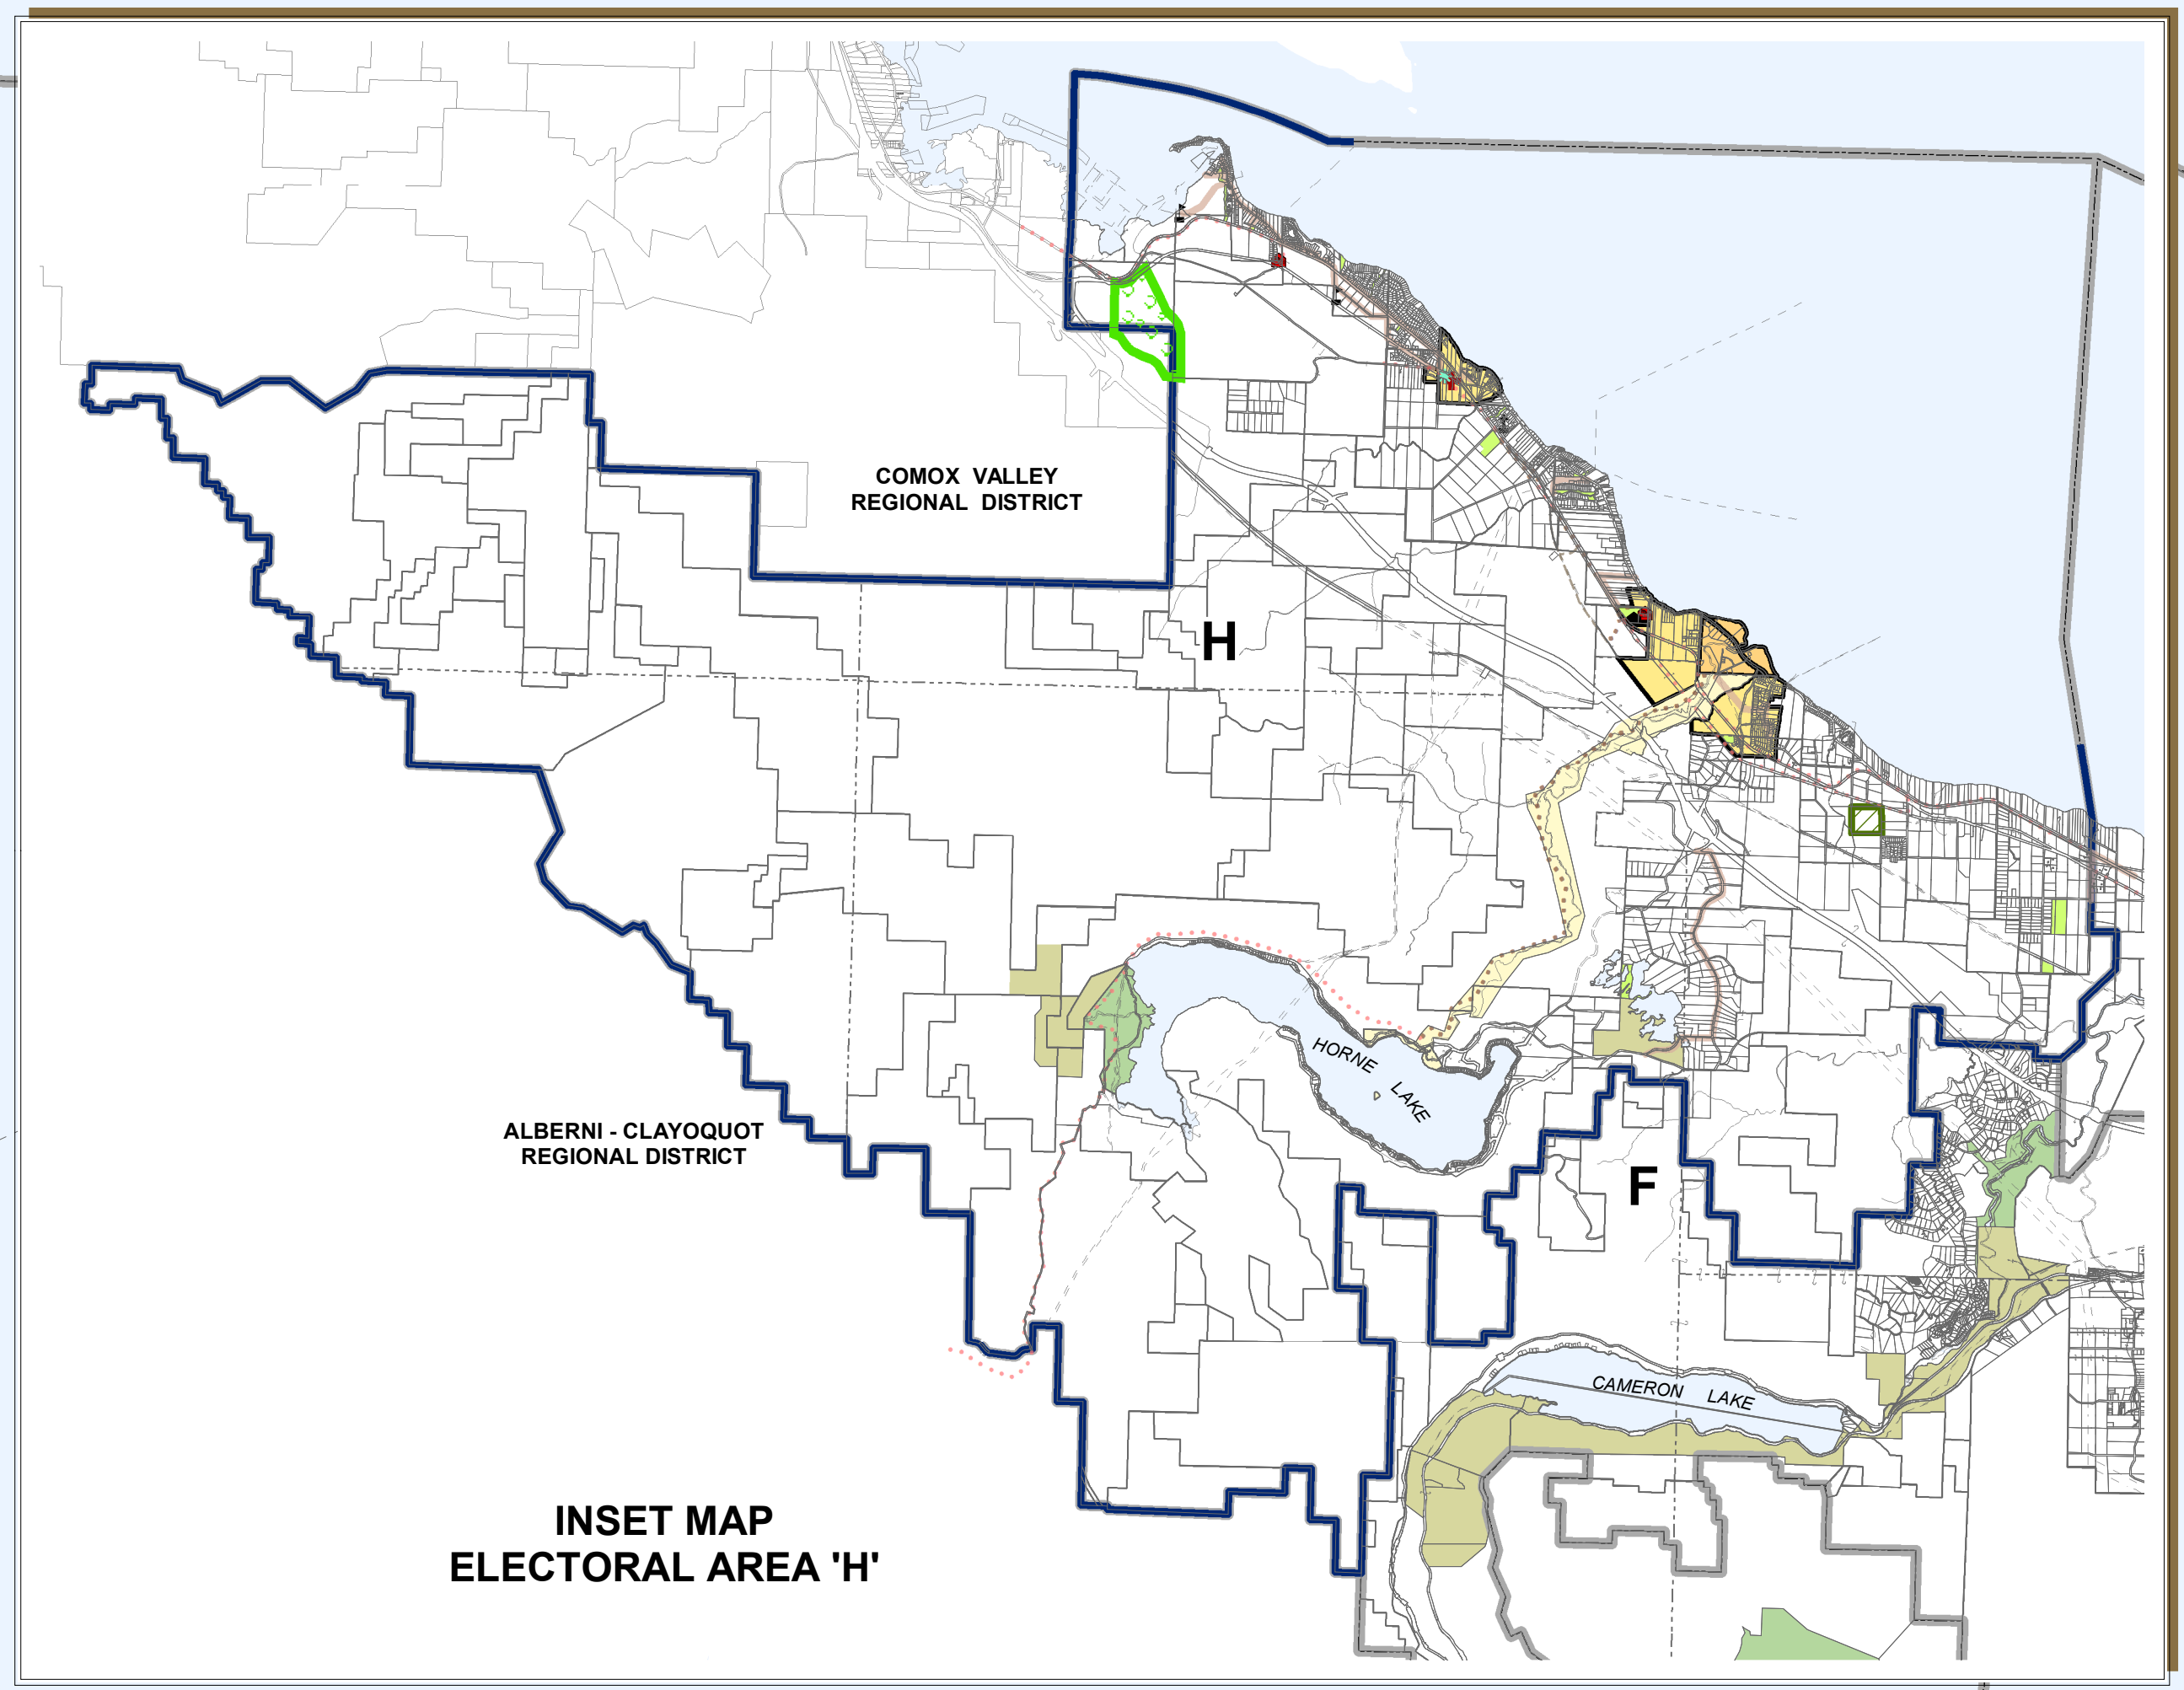 COMOX VALLEY
REGIONAL DISTRICT
H
HORNE LAKE
ALBERNI - CLAYOQUOT
REGIONAL DISTRICT
F
CAMERON LAKE
INSET MAP
ELECTORAL AREA 'H'